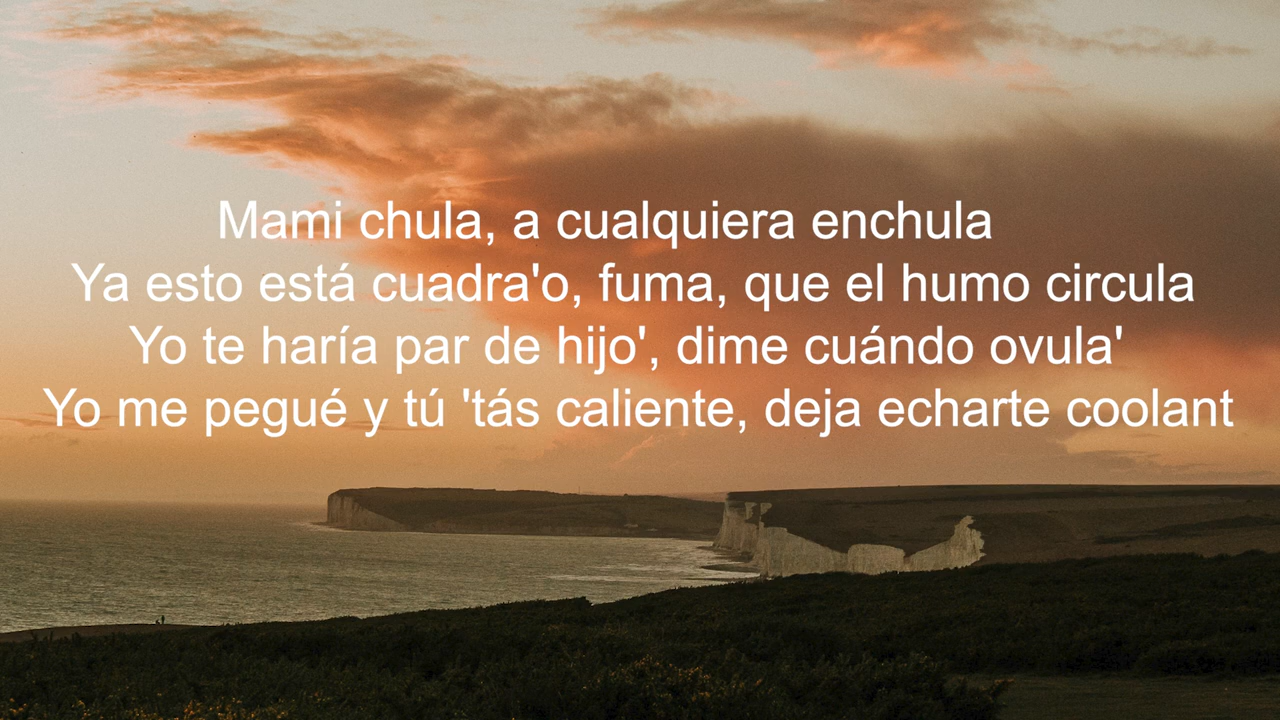 Mami chula, a cualquiera enchula
Ya esto está cuadra'o, fuma, que el humo circula
Yo te haría par de hijo', dime cuándo ovula'
Yo me pegué y tú 'tás caliente, deja echarte coolant